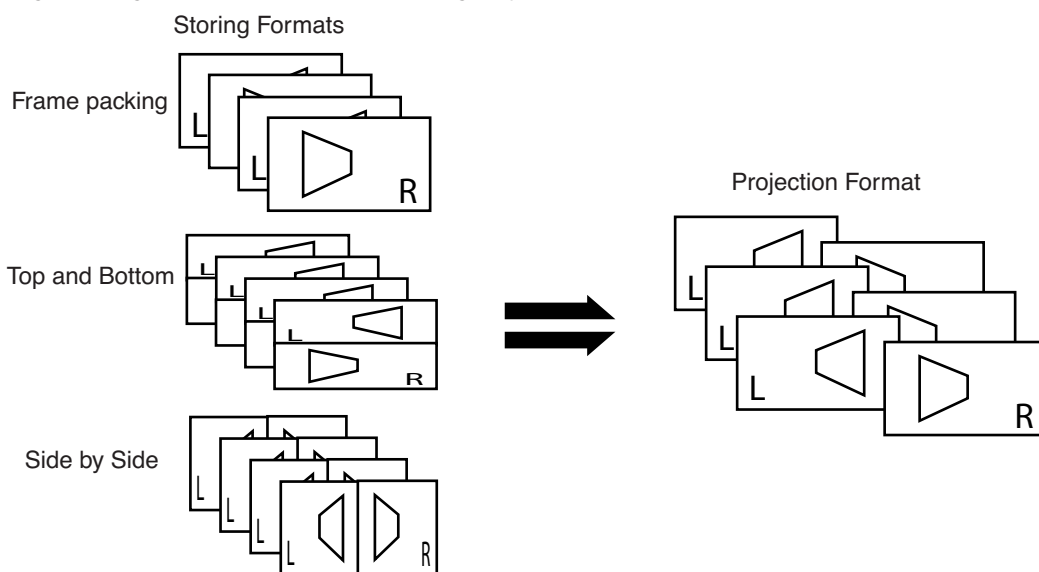 Storing Formats
Frame packing
L
L
R
Top and Bottom
L
L
L
L
R
Side by Side
L
L
L
L
R
Projection Format
L
L
L
R